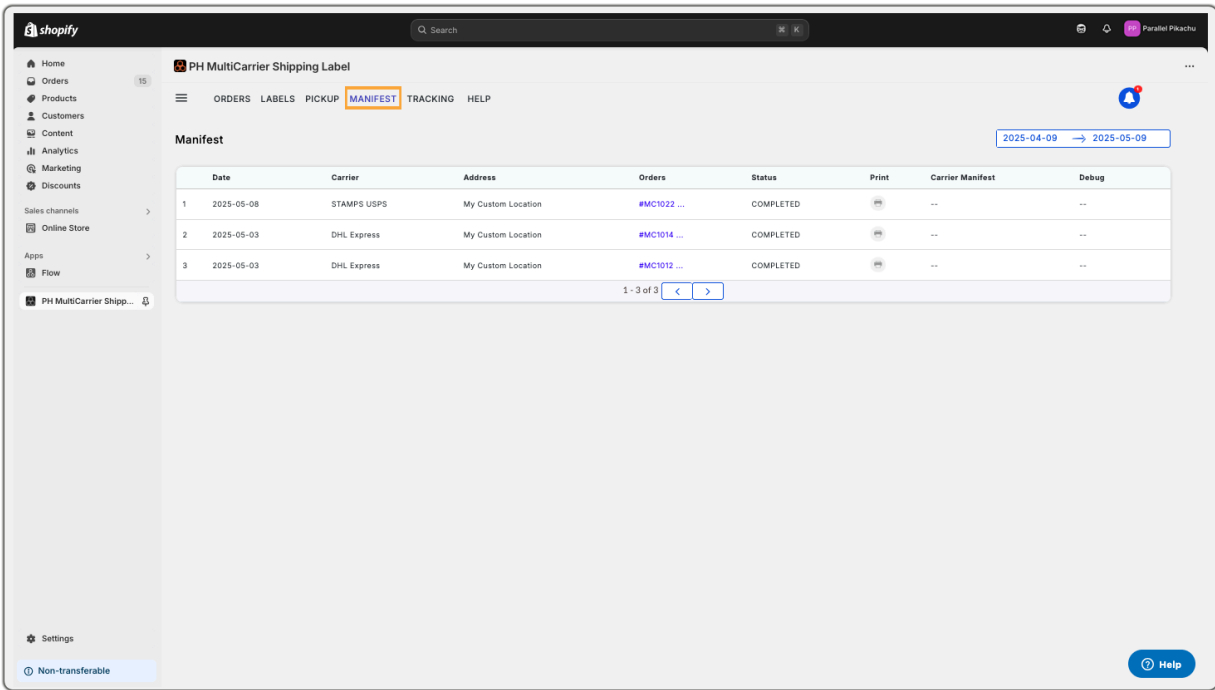 shopify
Search ⌘ K
PP Parallel Pikachu
Home
Orders 15
Products
Customers
Content
Analytics
Marketing
Discounts
Sales channels
Online Store
Apps
Flow
PH MultiCarrier Shipp...
Settings
Non-transferable
PH MultiCarrier Shipping Label
ORDERS LABELS PICKUP MANIFEST TRACKING HELP
Manifest
2025-04-09 → 2025-05-09
Date Carrier Address Orders Status Print Carrier Manifest Debug
1 2025-05-08 STAMPS USPS My Custom Location #MC1022 ... COMPLETED -- --
2 2025-05-03 DHL Express My Custom Location #MC1014 ... COMPLETED -- --
3 2025-05-03 DHL Express My Custom Location #MC1012 ... COMPLETED -- --
1 - 3 of 3
Help